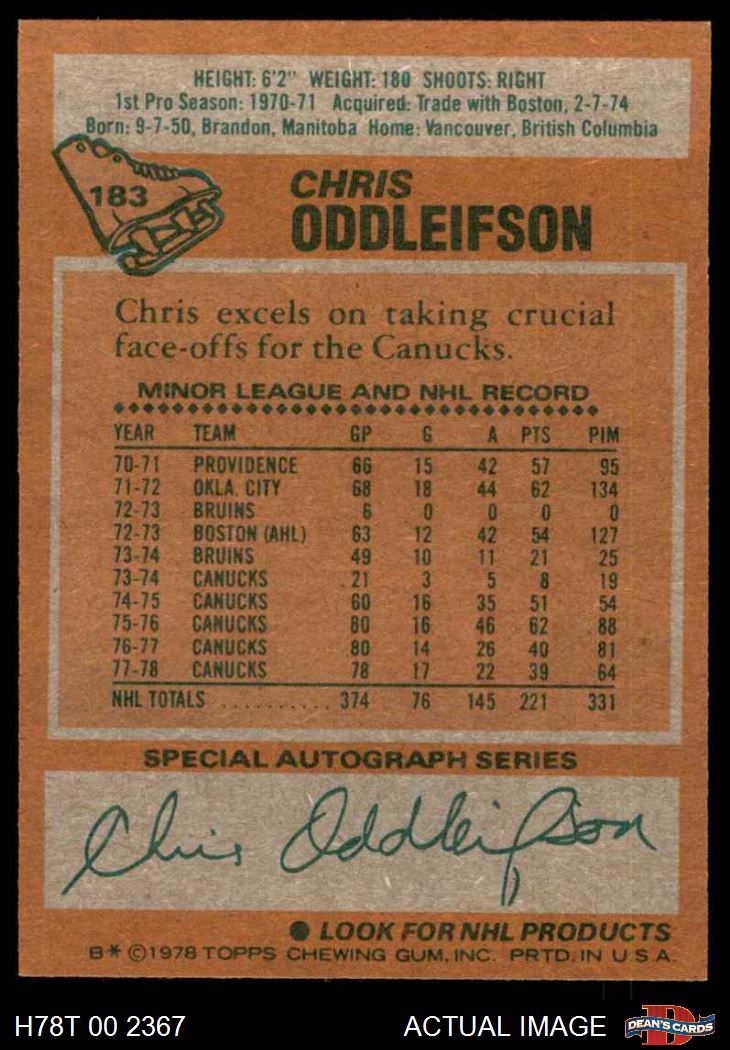 HEIGHT: 6'2" WEIGHT: 180 SHOOTS: RIGHT
1st Pro Season: 1970-71 Acquired: Trade with Boston, 2-7-74
Born: 9-7-50, Brandon, Manitoba Home: Vancouver, British Columbia
183
CHRIS
ODDLEIFSON
Chris excels on taking crucial
face-offs for the Canucks.
MINOR LEAGUE AND NHL RECORD
YEAR TEAM GP G A PTS PIM
70-71 PROVIDENCE 66 15 42 57 95
71-72 OKLA. CITY 68 18 44 62 134
72-73 BRUINS 6 0 0 0 0
72-73 BOSTON (AHL) 63 12 42 54 127
73-74 BRUINS 49 10 11 21 25
73-74 CANUCKS 21 3 5 8 19
74-75 CANUCKS 60 16 35 51 54
75-76 CANUCKS 80 16 46 62 88
76-77 CANUCKS 80 14 26 40 81
77-78 CANUCKS 78 17 22 39 64
NHL TOTALS .......... 374 76 145 221 331
SPECIAL AUTOGRAPH SERIES
Chris Oddleifson
● LOOK FOR NHL PRODUCTS
B* ©1978 TOPPS CHEWING GUM, INC. PRTD. IN U.S.A.
H78T 00 2367 ACTUAL IMAGE D DEAN'S CARDS